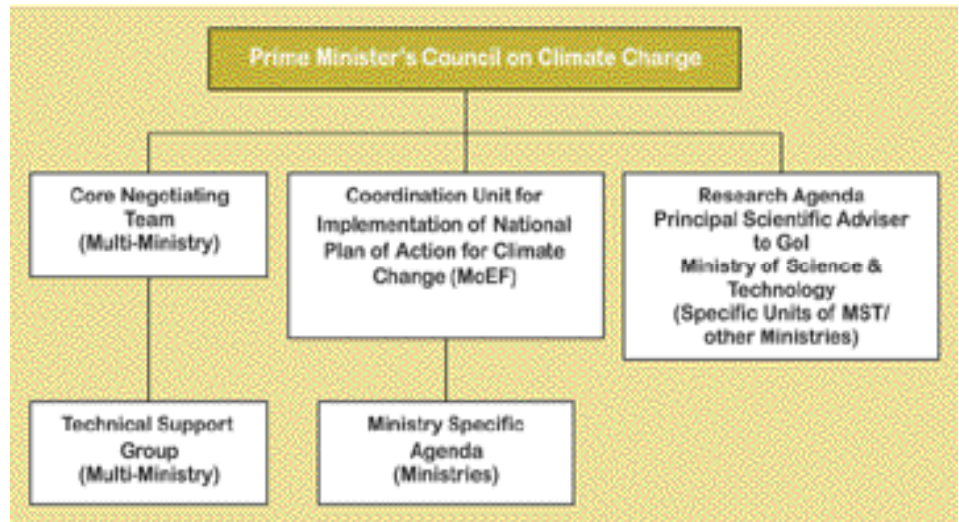 Prime Minister's Council on Climate Change
Core Negotiating
Team
(Multi-Ministry)
Coordination Unit for
Implementation of National
Plan of Action for Climate
Change (MoEF)
Research Agenda
Principal Scientific Adviser
to GoI
Ministry of Science &
Technology
(Specific Units of MST/
other Ministries)
Technical Support
Group
(Multi-Ministry)
Ministry Specific
Agenda
(Ministries)